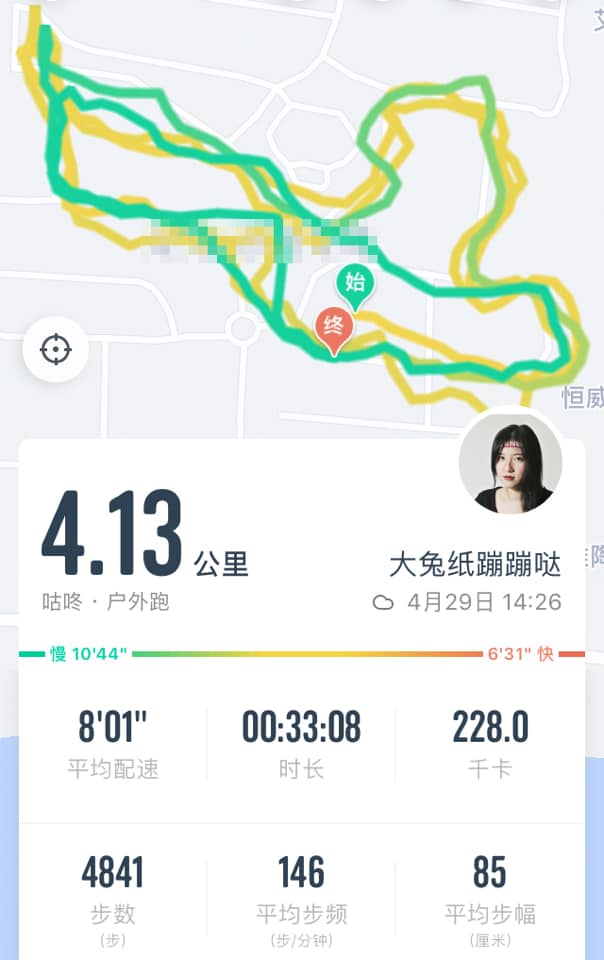 始
终
恒威
4.13 公里
大兔纸蹦蹦哒
咕咚 · 户外跑
4月29日 14:26
慢 10'44"
6'31" 快
8'01" 00:33:08 228.0
平均配速 时长 千卡
4841 146 85
步数 平均步频 平均步幅
(步) (步/分钟) (厘米)